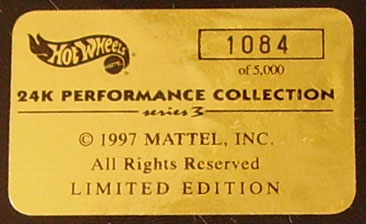 Hot Wheels
1084
of 5,000
24K PERFORMANCE COLLECTION
series 3
© 1997 MATTEL, INC.
All Rights Reserved
LIMITED EDITION